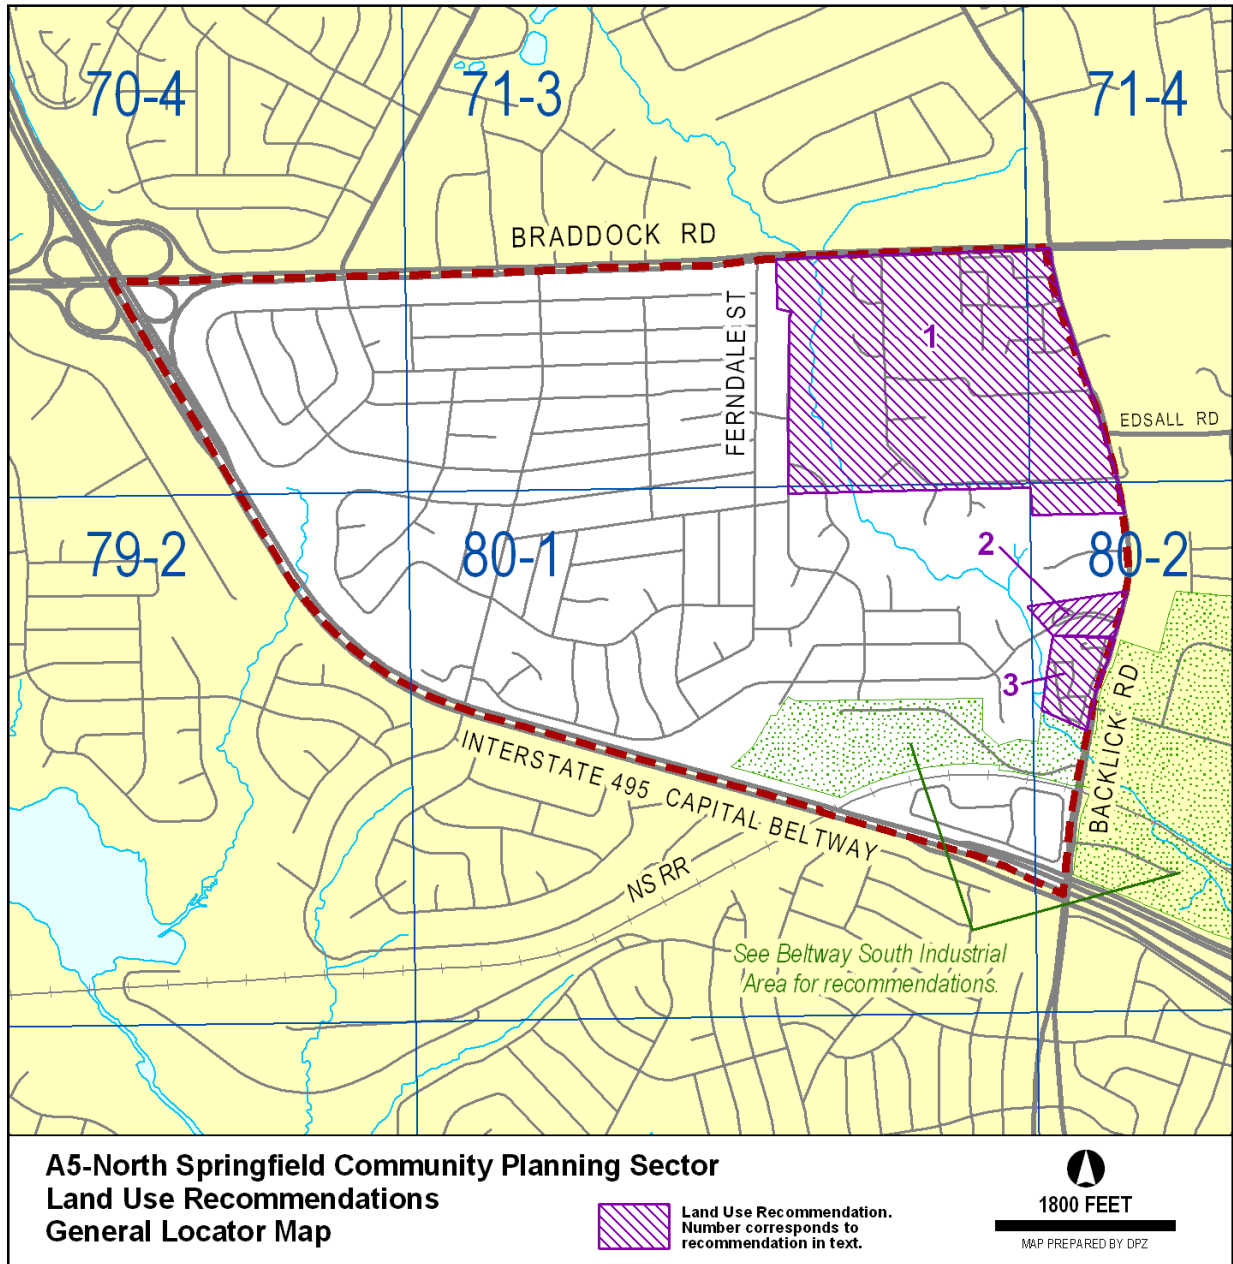 70-4
71-3
71-4
BRADDOCK RD
FERNDALE ST
1
EDSALL RD
79-2
80-1
2
80-2
3
BACKLICK RD
INTERSTATE 495 CAPITAL BELTWAY
NS RR
See Beltway South Industrial
Area for recommendations.
A5-North Springfield Community Planning Sector
Land Use Recommendations
General Locator Map
Land Use Recommendation.
Number corresponds to
recommendation in text.
1800 FEET
MAP PREPARED BY DPZ